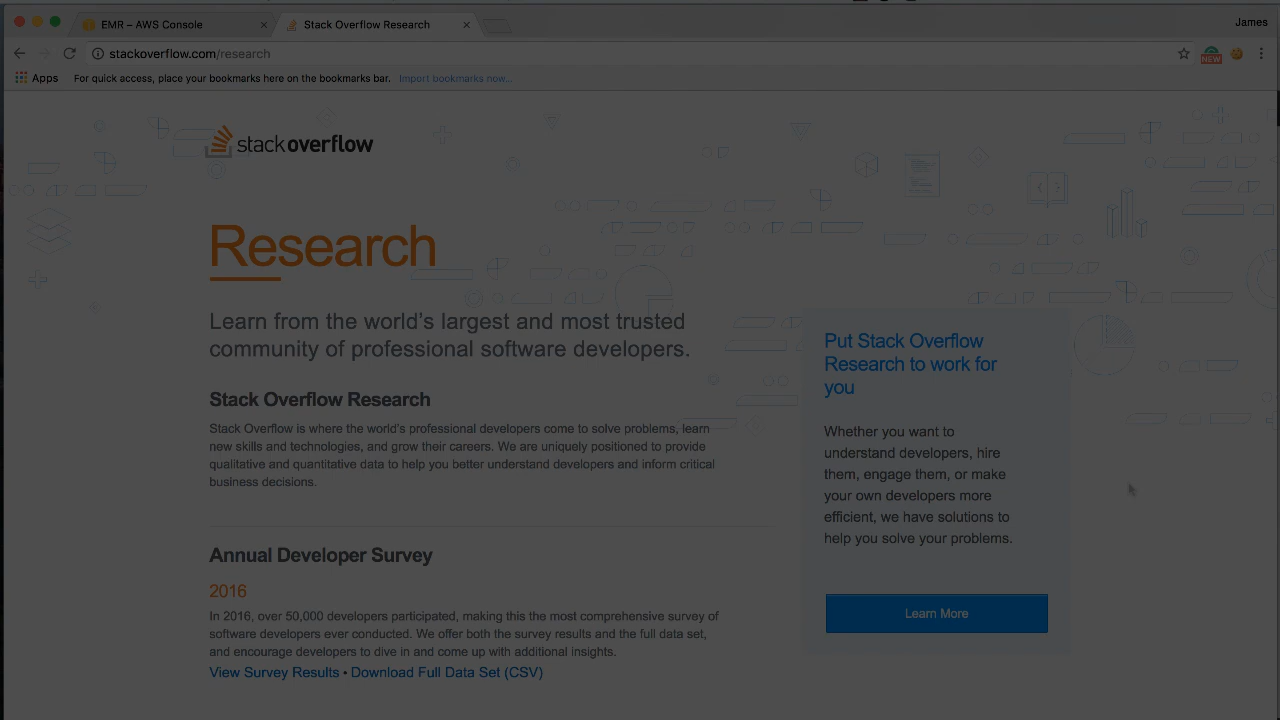 EMR – AWS Console
Stack Overflow Research
James
stackoverflow.com/research
NEW
Apps
For quick access, place your bookmarks here on the bookmarks bar.
Import bookmarks now...
stackoverflow
Research
Learn from the world's largest and most trusted
community of professional software developers.
Stack Overflow Research
Stack Overflow is where the world's professional developers come to solve problems, learn
new skills and technologies, and grow their careers. We are uniquely positioned to provide
qualitative and quantitative data to help you better understand developers and inform critical
business decisions.
Annual Developer Survey
2016
In 2016, over 50,000 developers participated, making this the most comprehensive survey of
software developers ever conducted. We offer both the survey results and the full data set,
and encourage developers to dive in and come up with additional insights.
View Survey Results • Download Full Data Set (CSV)
Put Stack Overflow
Research to work for
you
Whether you want to
understand developers, hire
them, engage them, or make
your own developers more
efficient, we have solutions to
help you solve your problems.
Learn More